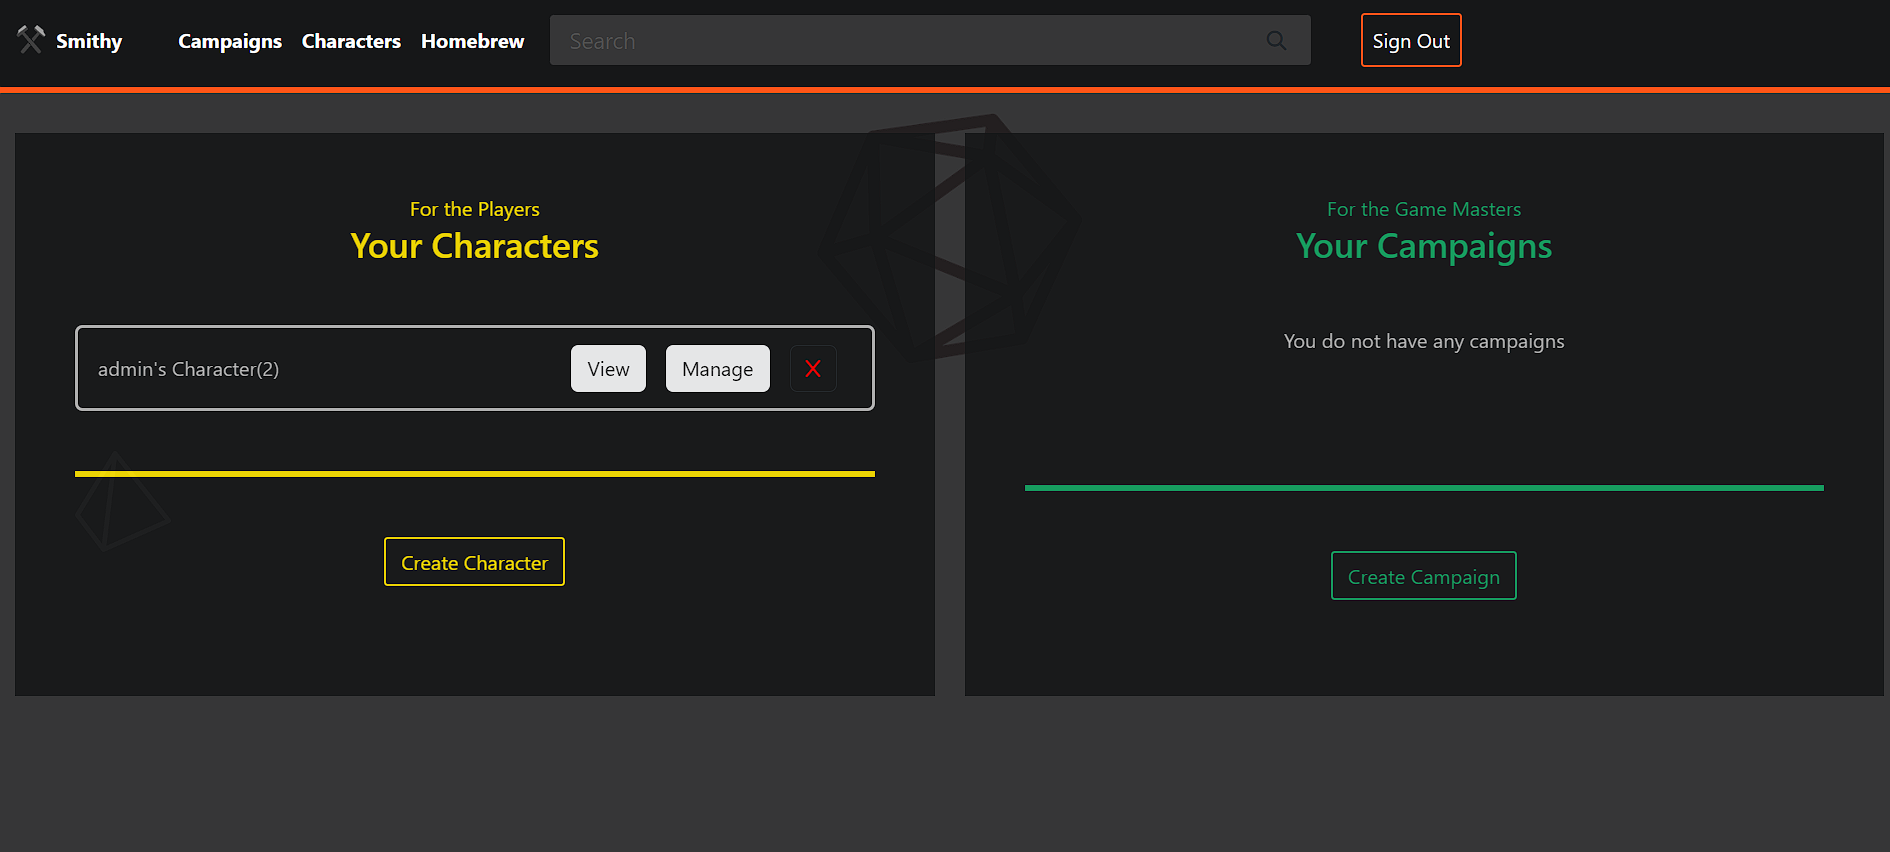 Smithy Campaigns Characters Homebrew Search Sign Out
For the Players
Your Characters
admin's Character(2) View Manage X
Create Character
For the Game Masters
Your Campaigns
You do not have any campaigns
Create Campaign